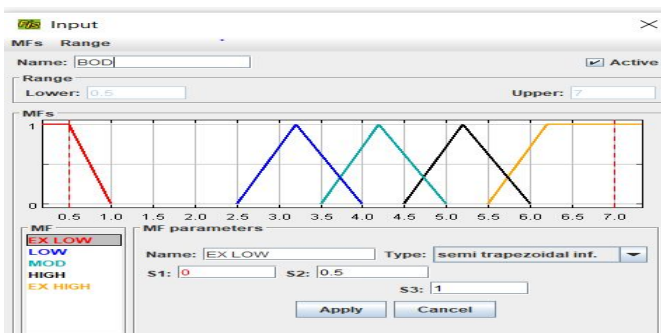 Fis Input
MFs Range
Name: BOD Active
Range
Lower: 0.5 Upper: 7
MFs
1
0
0.5 1.0 1.5 2.0 2.5 3.0 3.5 4.0 4.5 5.0 5.5 6.0 6.5 7.0
MF MF parameters
EX LOW
LOW Name: EX LOW Type: semi trapezoidal inf.
MOD S1: 0 S2: 0.5
HIGH S3: 1
EX HIGH
Apply Cancel